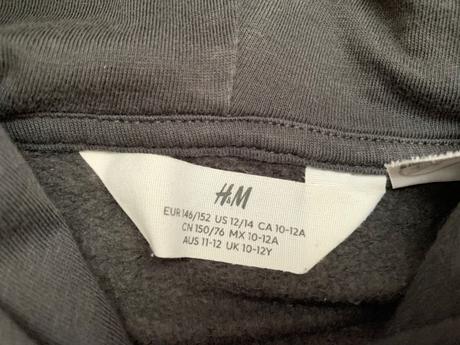 H&M
EUR 146/152 US 12/14 CA 10-12A
CN 150/76 MX 10-12A
AUS 11-12 UK 10-12Y